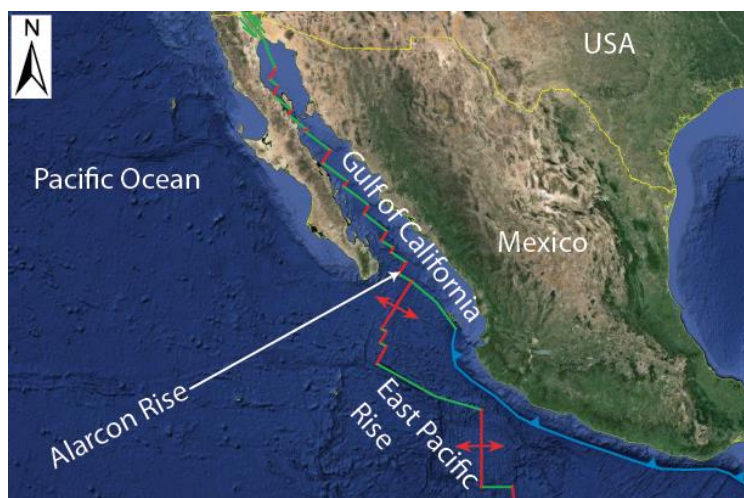 N
USA
Pacific Ocean
Gulf of California
Mexico
Alarcon Rise
East Pacific
Rise